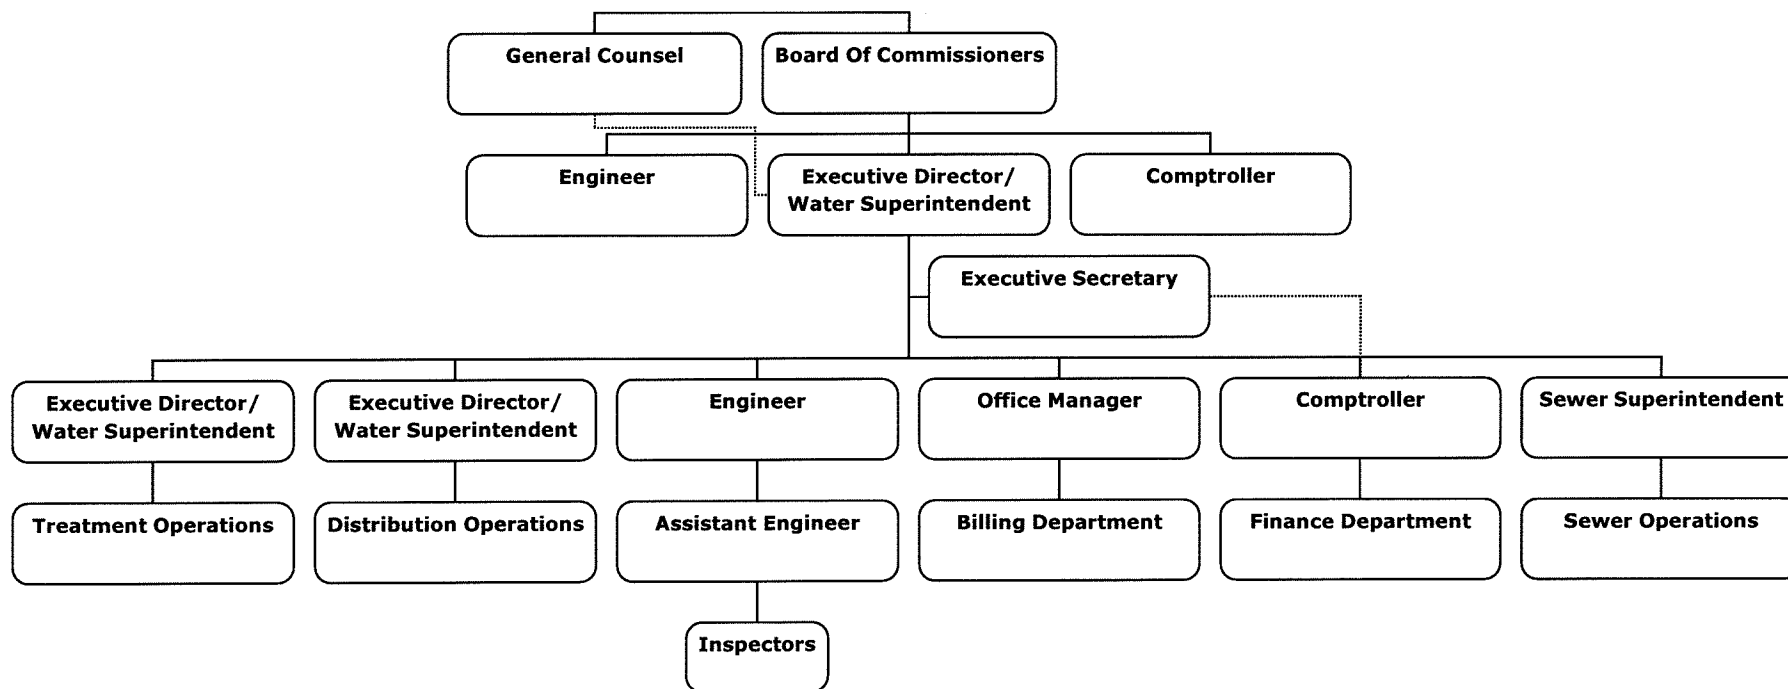 General Counsel
Board Of Commissioners
Engineer
Executive Director/
Water Superintendent
Comptroller
Executive Secretary
Executive Director/
Water Superintendent
Executive Director/
Water Superintendent
Engineer
Office Manager
Comptroller
Sewer Superintendent
Treatment Operations
Distribution Operations
Assistant Engineer
Billing Department
Finance Department
Sewer Operations
Inspectors